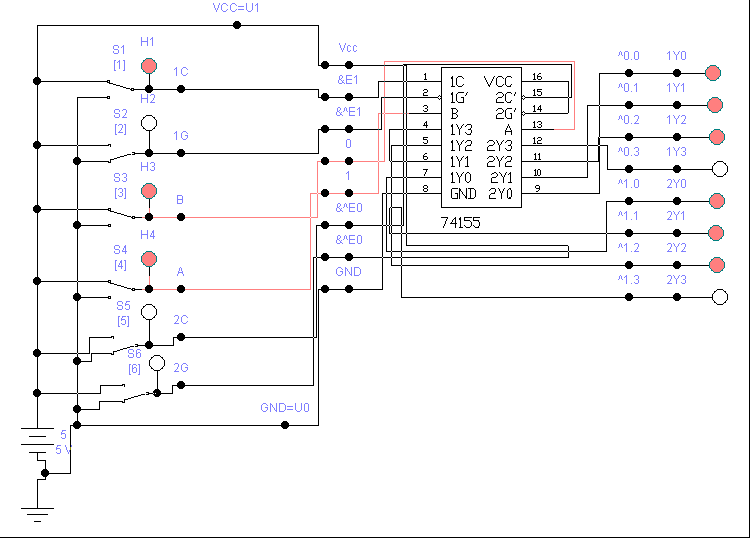 VCC=U1
S1
[1]
H1
1C
H2
S2
[2]
1G
H3
S3
[3]
B
H4
S4
[4]
A
S5
[5]
2C
S6
[6]
2G
GND=U0
5
5 V
Vcc
&E1
&^E1
0
1
&^E0
&^E0
GND
1 1C VCC 16
2 1G' 2C' 15
3 B 2G' 14
4 1Y3 A 13
5 1Y2 2Y3 12
6 1Y1 2Y2 11
7 1Y0 2Y1 10
8 GND 2Y0 9
74155
^0.0 1Y0
^0.1 1Y1
^0.2 1Y2
^0.3 1Y3
^1.0 2Y0
^1.1 2Y1
^1.2 2Y2
^1.3 2Y3